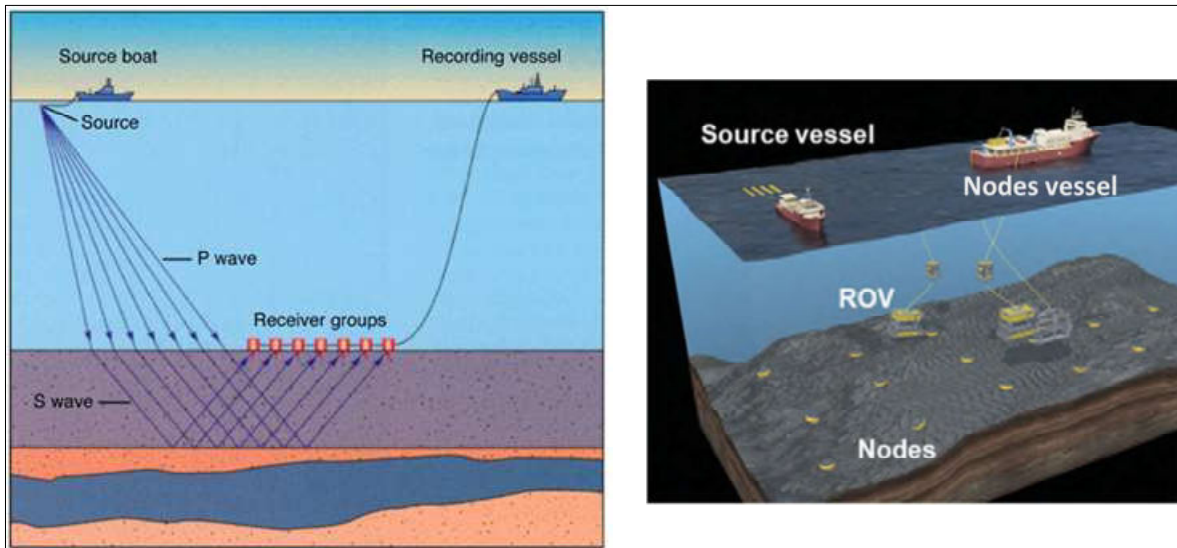 Source boat
Recording vessel
Source
P wave
Receiver groups
S wave
Source vessel
Nodes vessel
ROV
Nodes